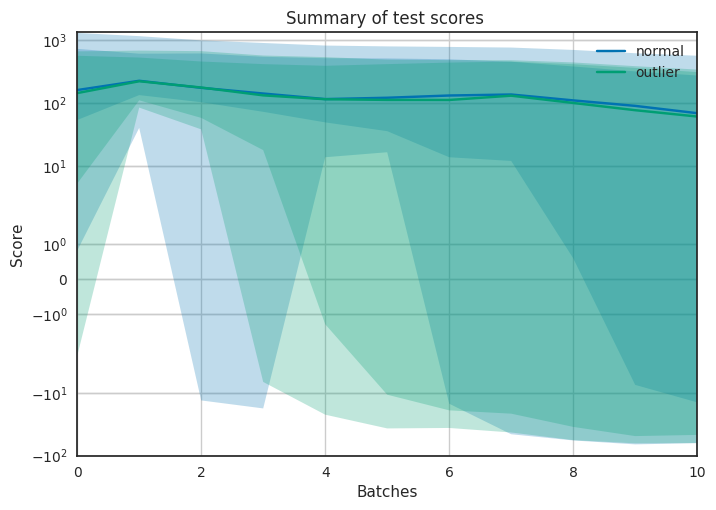 Summary of test scores
normal
outlier
10³
10²
10¹
10⁰
0
−10⁰
−10¹
−10²
Score
0 2 4 6 8 10
Batches